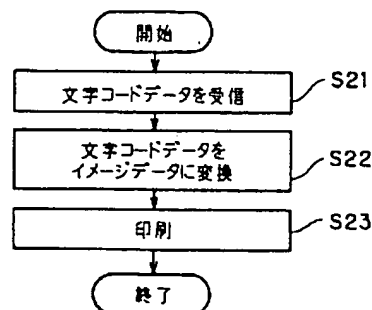 開始
文字コードデータを受信
S21
文字コードデータを
イメージデータに変換
S22
印刷
S23
終了